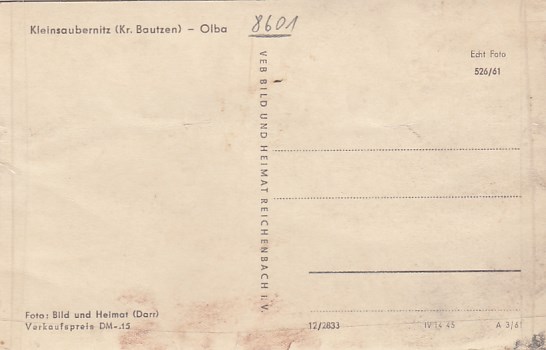 Kleinsaubernitz (Kr. Bautzen) – Olba
8601
Echt Foto
526/61
VEB BILD UND HEIMAT REICHENBACH I. V.
Foto: Bild und Heimat (Darr)
Verkaufspreis DM -.15
12/2833
IV 14 45
A 3/61